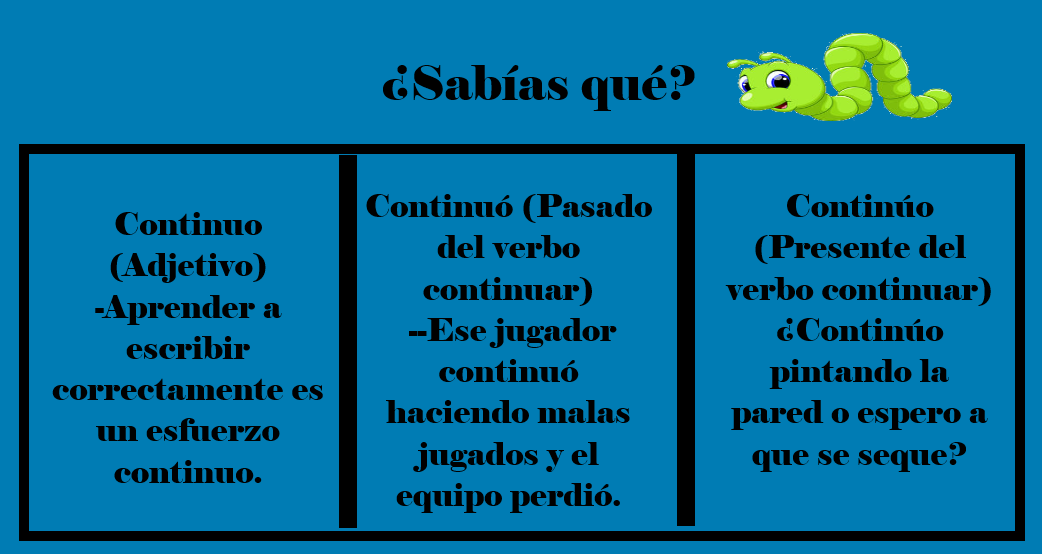 ¿Sabías qué?
Continuo
(Adjetivo)
-Aprender a
escribir
correctamente es
un esfuerzo
continuo.
Continuó (Pasado
del verbo
continuar)
--Ese jugador
continuó
haciendo malas
jugados y el
equipo perdió.
Continúo
(Presente del
verbo continuar)
¿Continúo
pintando la
pared o espero a
que se seque?